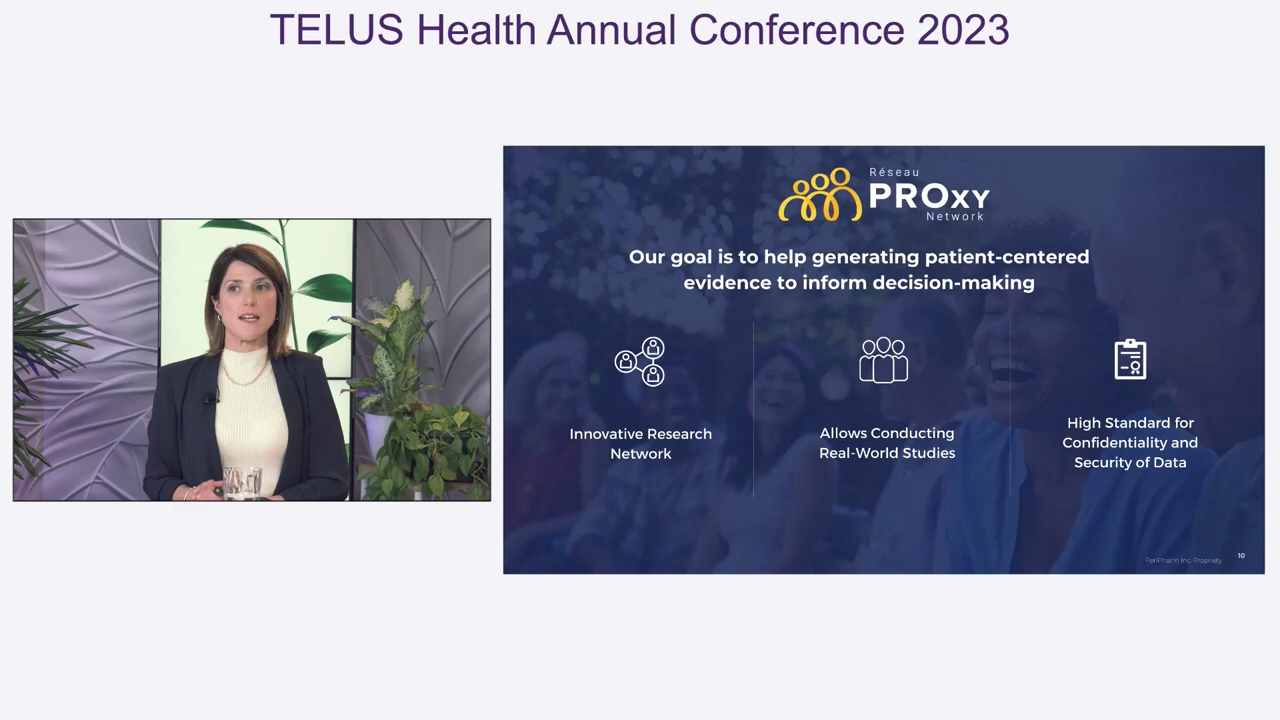 TELUS Health Annual Conference 2023
Réseau
PROxy
Network
Our goal is to help generating patient-centered
evidence to inform decision-making
Innovative Research
Network
Allows Conducting
Real-World Studies
High Standard for
Confidentiality and
Security of Data
PeriPharm Inc. Propriety
10